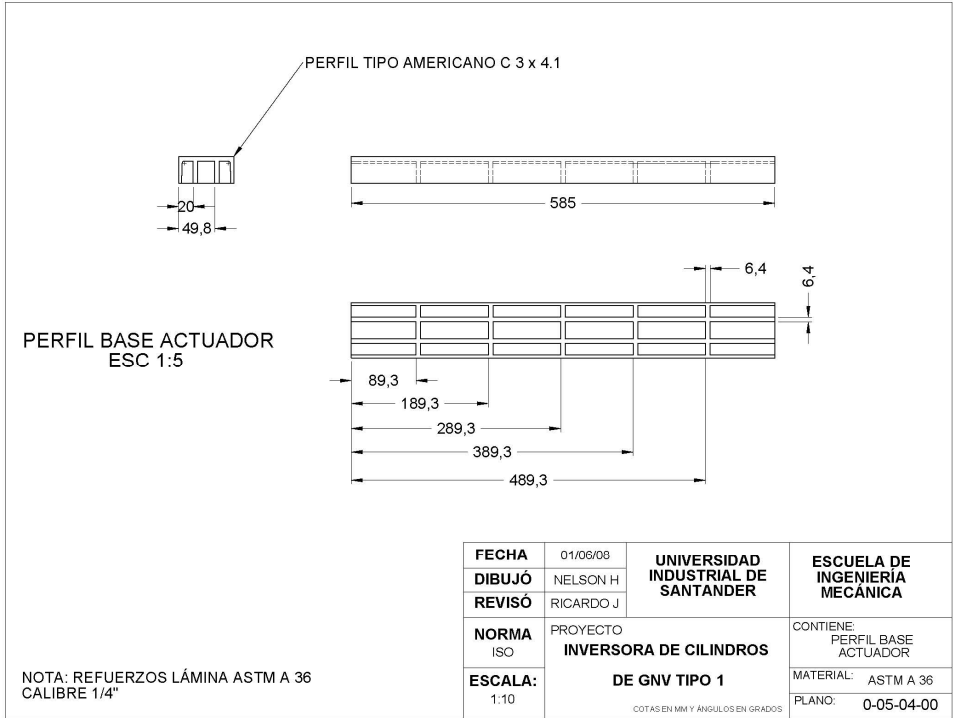 PERFIL TIPO AMERICANO C 3 x 4.1
20
49,8
585
6,4
6,4
PERFIL BASE ACTUADOR
ESC 1:5
89,3
189,3
289,3
389,3
489,3
NOTA: REFUERZOS LÁMINA ASTM A 36
CALIBRE 1/4"
FECHA
01/06/08
DIBUJÓ
NELSON H
REVISÓ
RICARDO J
UNIVERSIDAD
INDUSTRIAL DE
SANTANDER
ESCUELA DE
INGENIERÍA
MECÁNICA
NORMA
ISO
PROYECTO
INVERSORA DE CILINDROS
DE GNV TIPO 1
COTAS EN MM Y ÁNGULOS EN GRADOS
CONTIENE:
PERFIL BASE
ACTUADOR
ESCALA:
1:10
MATERIAL: ASTM A 36
PLANO: 0-05-04-00